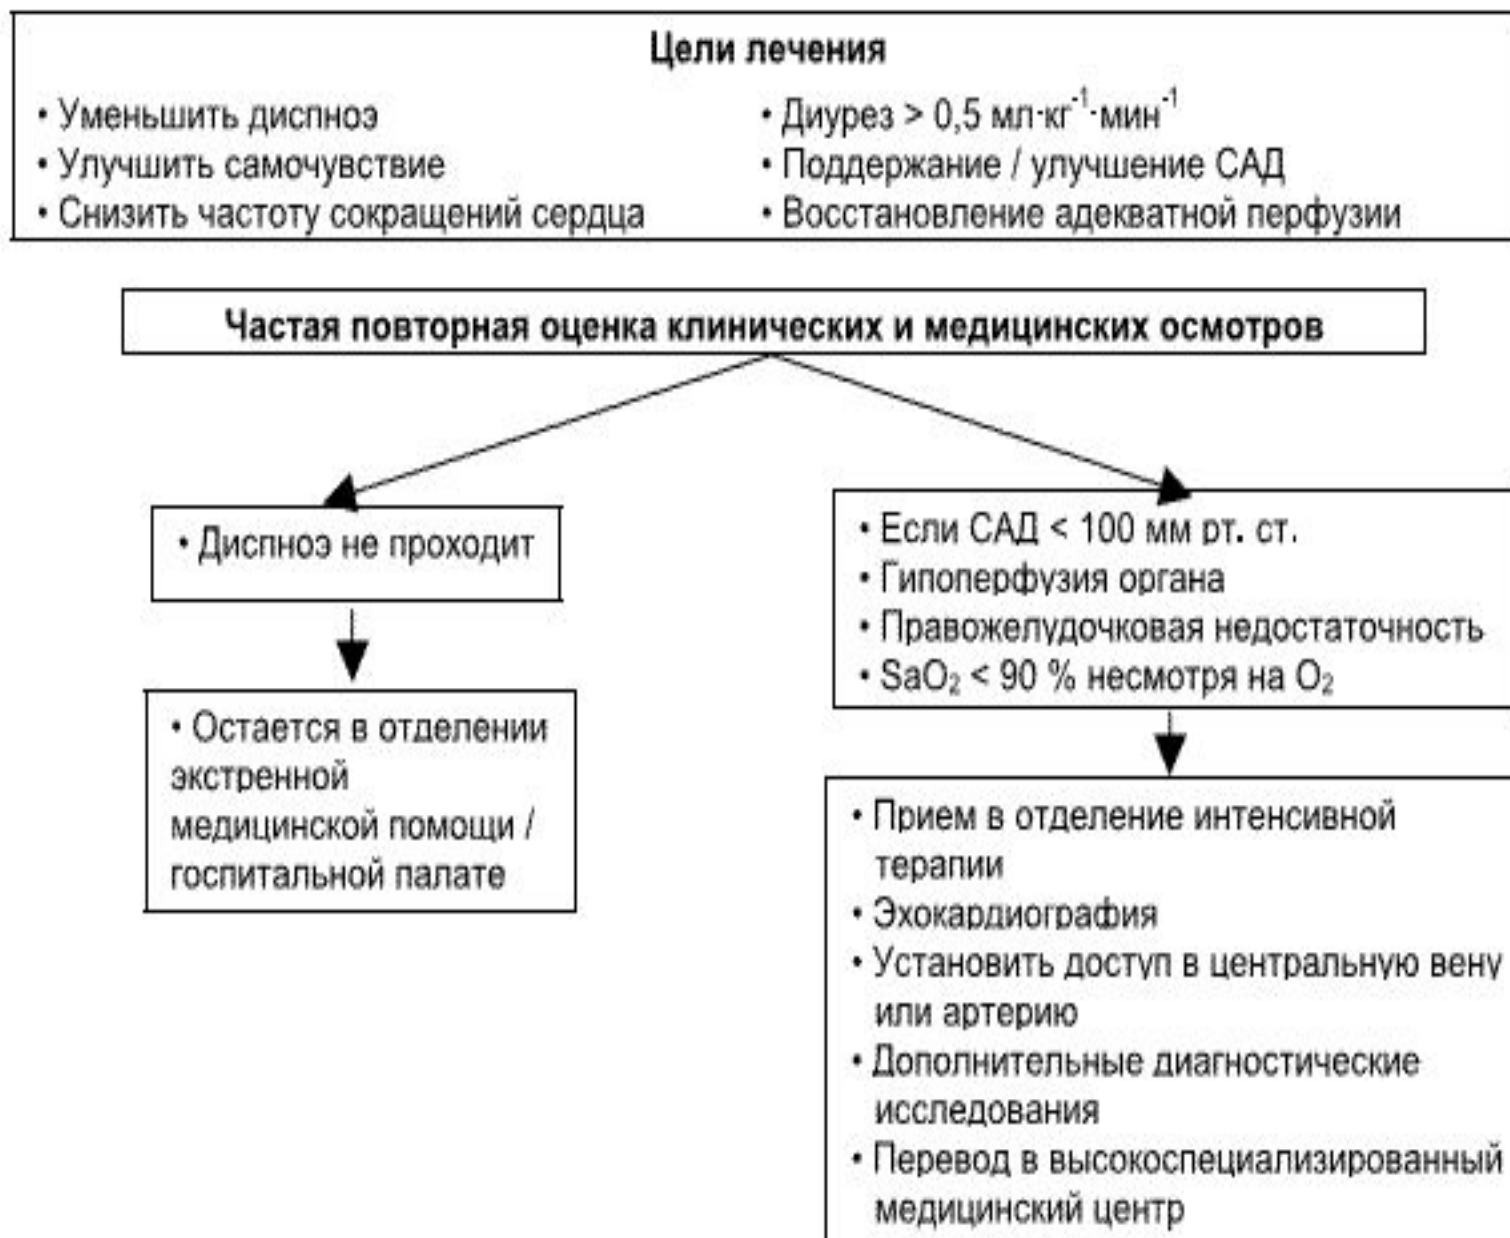 Цели лечения
• Уменьшить диспноэ
• Улучшить самочувствие
• Снизить частоту сокращений сердца
• Диурез > 0,5 мл·кг⁻¹·мин⁻¹
• Поддержание / улучшение САД
• Восстановление адекватной перфузии
Частая повторная оценка клинических и медицинских осмотров
• Диспноэ не проходит
• Остается в отделении
экстренной
медицинской помощи /
госпитальной палате
• Если САД < 100 мм рт. ст.
• Гипоперфузия органа
• Правожелудочковая недостаточность
• SaO₂ < 90 % несмотря на O₂
• Прием в отделение интенсивной
терапии
• Эхокардиография
• Установить доступ в центральную вену
или артерию
• Дополнительные диагностические
исследования
• Перевод в высокоспециализированный
медицинский центр